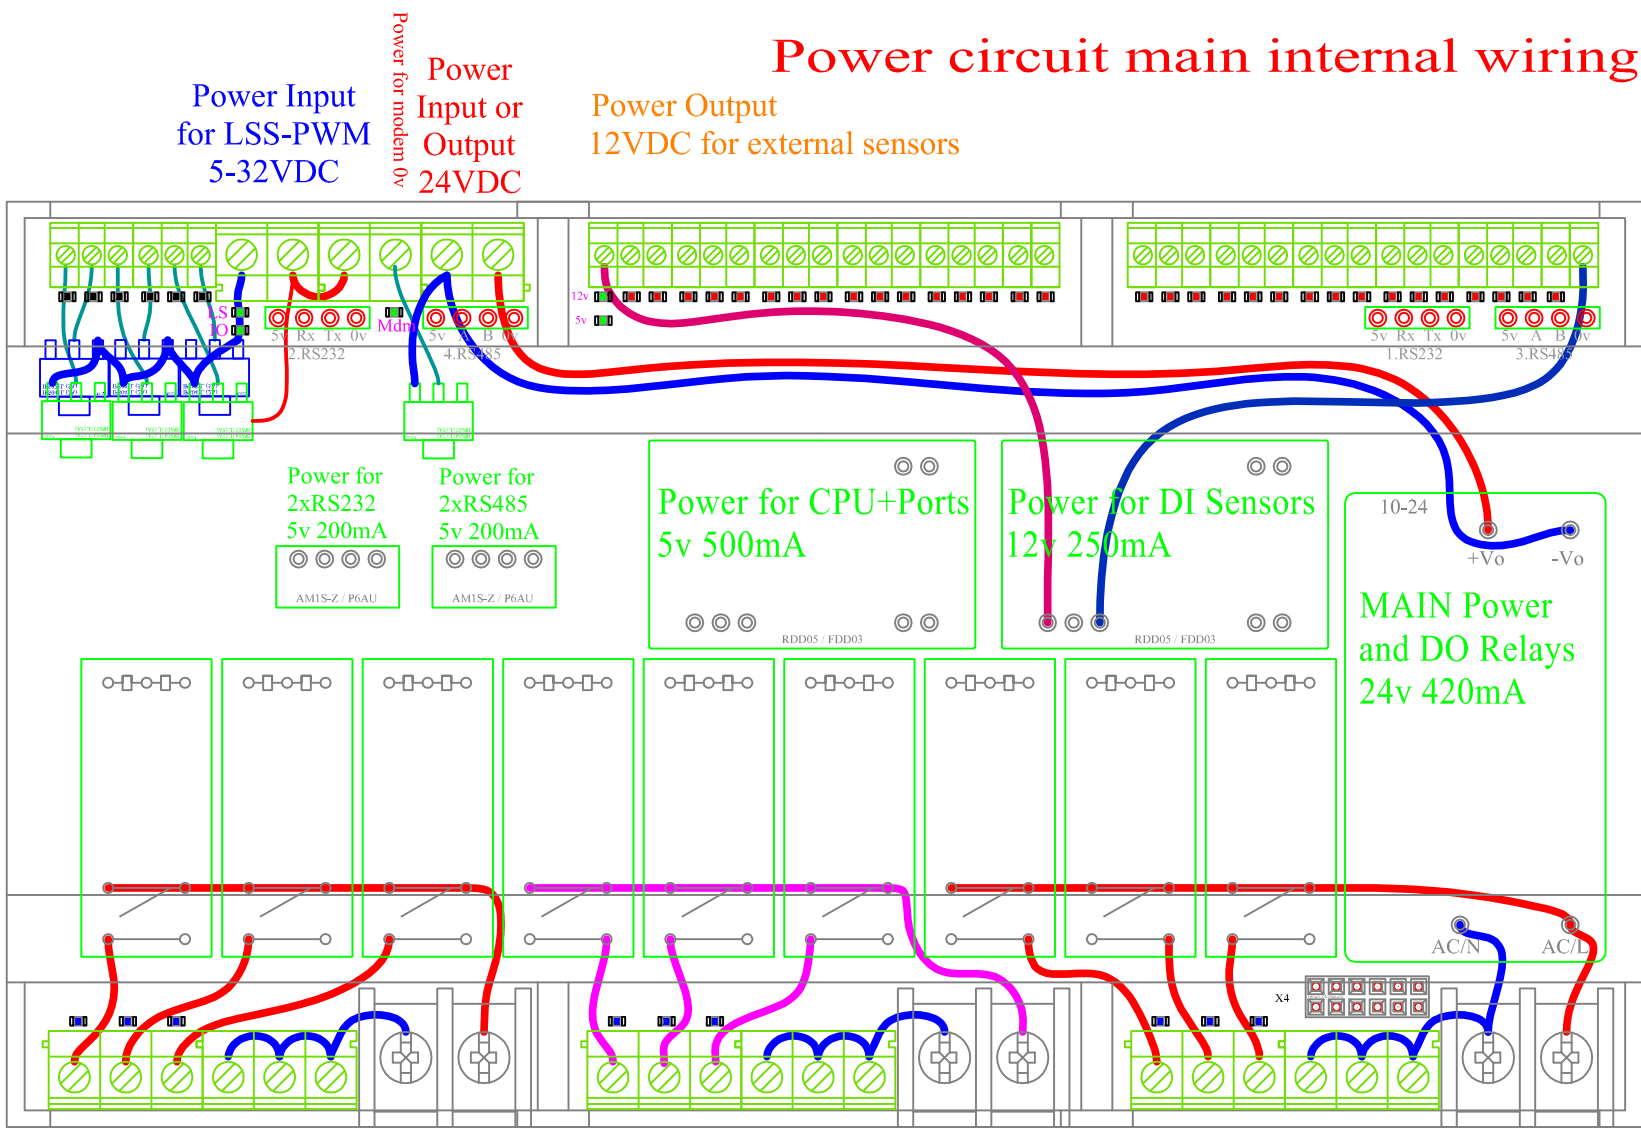 Power circuit main internal wiring
Power Input
for LSS-PWM
5-32VDC
Power for modem 0v
Power
Input or
Output
24VDC
Power Output
12VDC for external sensors
LS
IO
5v Rx Tx 0v
2.RS232
Mdm
5v A B 0v
4.RS485
12v
5v
5v Rx Tx 0v
1.RS232
5v A B 0v
3.RS485
Power for
2xRS232
5v 200mA
AM1S-Z / P6AU
Power for
2xRS485
5v 200mA
AM1S-Z / P6AU
Power for CPU+Ports
5v 500mA
RDD05 / FDD03
Power for DI Sensors
12v 250mA
RDD05 / FDD03
10-24
+Vo
-Vo
MAIN Power
and DO Relays
24v 420mA
AC/N
AC/L
X4